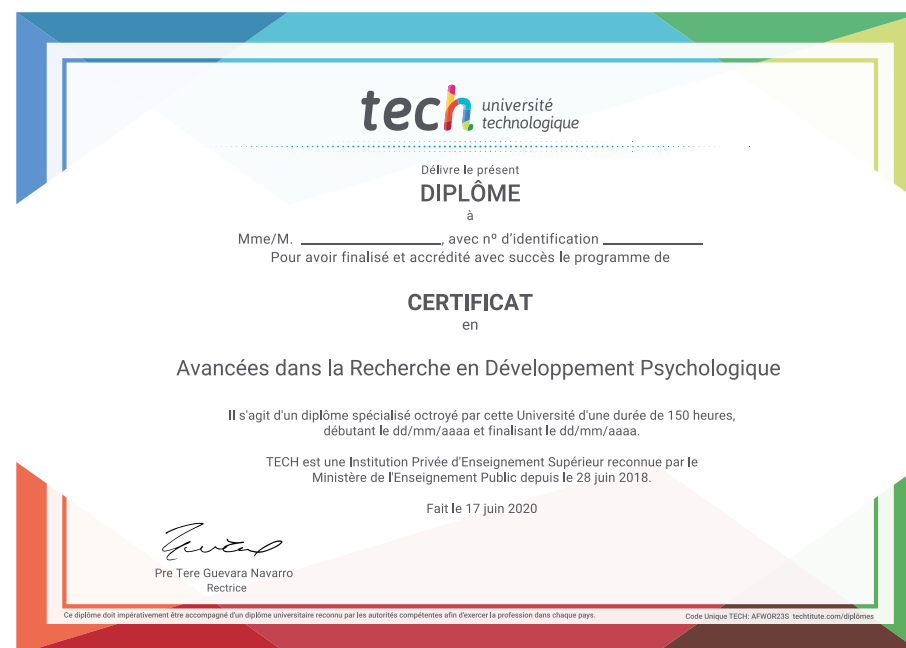 tech université
technologique
Délivre le présent
DIPLÔME
à
Mme/M. ____________________, avec nº d'identification ______________
Pour avoir finalisé et accrédité avec succès le programme de
CERTIFICAT
en
Avancées dans la Recherche en Développement Psychologique
Il s'agit d'un diplôme spécialisé octroyé par cette Université d'une durée de 150 heures,
débutant le dd/mm/aaaa et finalisant le dd/mm/aaaa.
TECH est une Institution Privée d'Enseignement Supérieur reconnue par le
Ministère de l'Enseignement Public depuis le 28 juin 2018.
Fait le 17 juin 2020
Pre Tere Guevara Navarro
Rectrice
Ce diplôme doit impérativement être accompagné d'un diplôme universitaire reconnu par les autorités compétentes afin d'exercer la profession dans chaque pays.
Code Unique TECH: AFWOR23S techtitute.com/diplômes